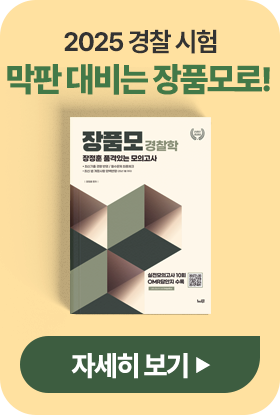 2025 경찰 시험
막판 대비는 장품모로!
장품모 경찰학
장정훈 품격있는 모의고사
실전모의고사 10회
OMR답안지 수록
자세히 보기 ▶